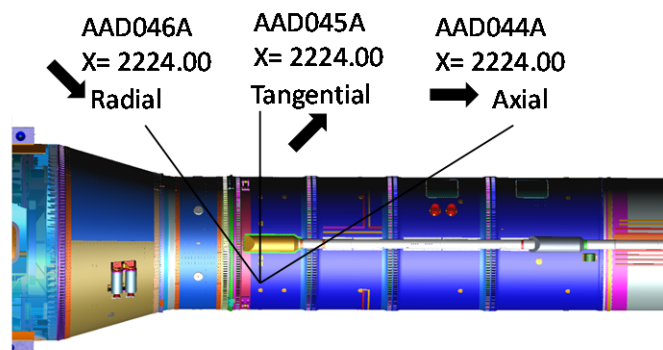 AAD046A
X= 2224.00
Radial
AAD045A
X= 2224.00
Tangential
AAD044A
X= 2224.00
Axial